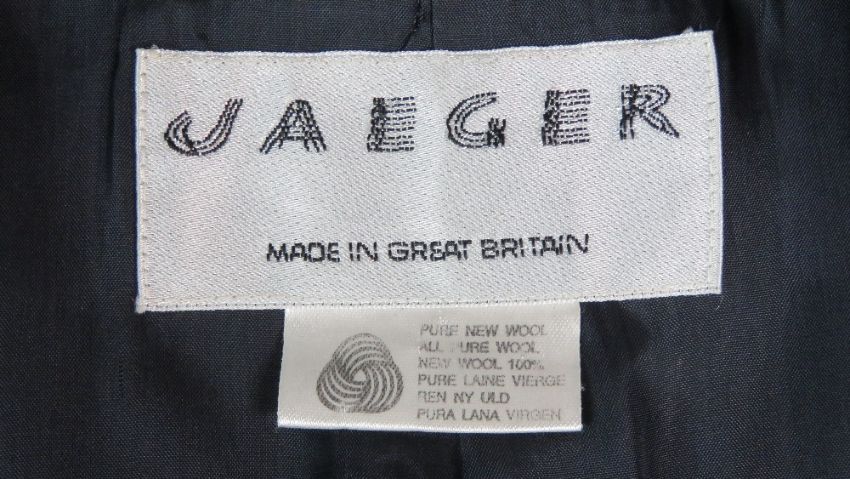 JAEGER
MADE IN GREAT BRITAIN
PURE NEW WOOL
ALL PURE WOOL
NEW WOOL 100%
PURE LAINE VIERGE
REN NY ULD
PURA LANA VIRGEN